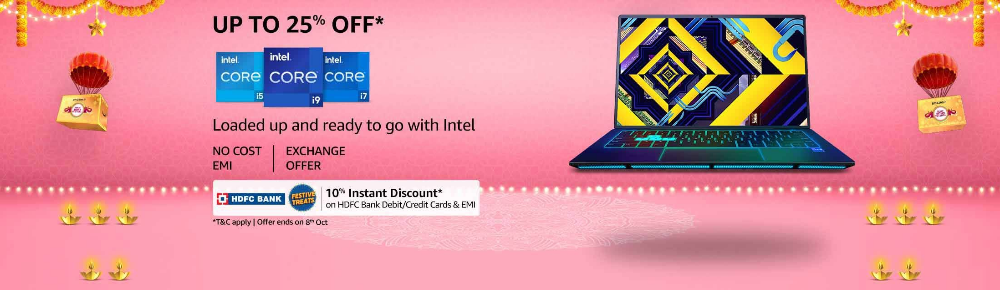 UP TO 25% OFF*
intel.
CORE
i5
intel.
CORE
i9
intel.
CORE
i7
Loaded up and ready to go with Intel
NO COST
EMI
EXCHANGE
OFFER
HDFC BANK
FESTIVE
TREATS
10% Instant Discount*
on HDFC Bank Debit/Credit Cards & EMI
*T&C apply | Offer ends on 8th Oct